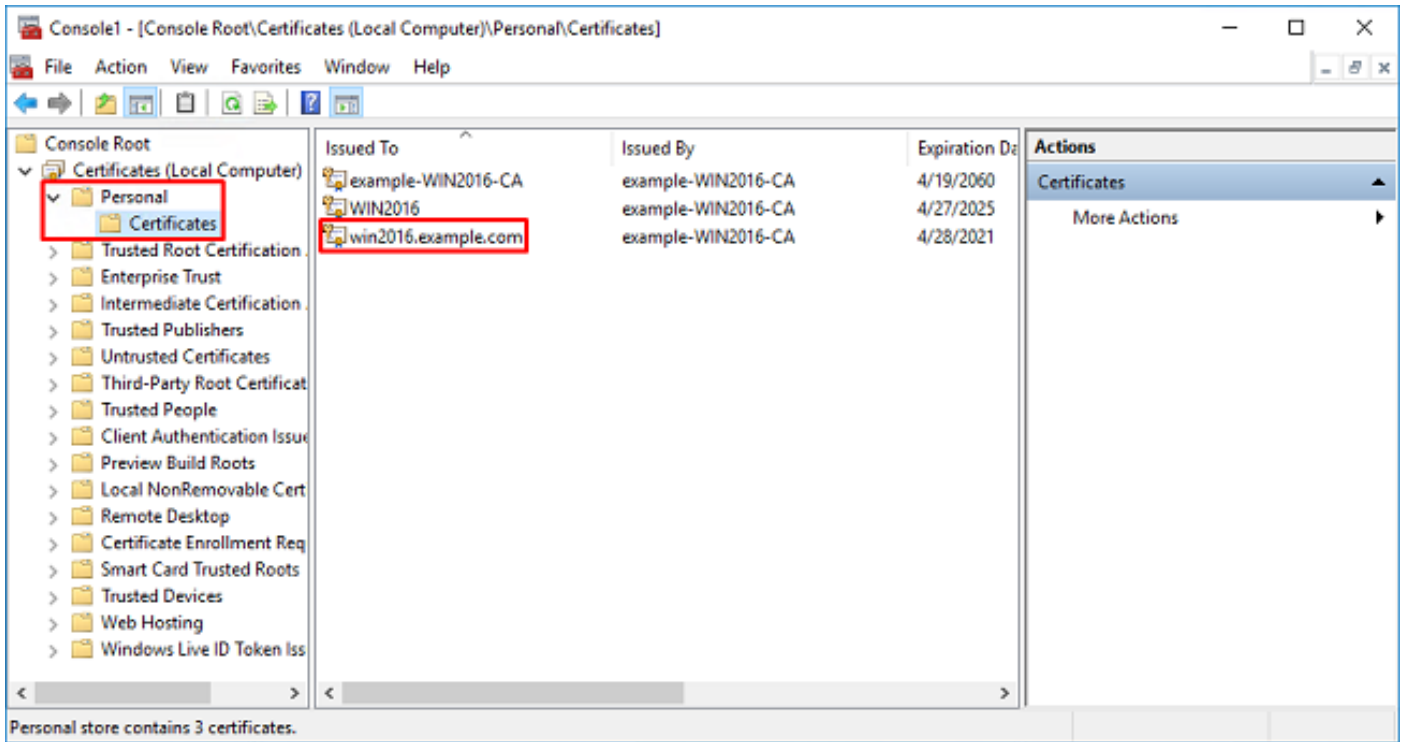 Console1 - [Console Root\Certificates (Local Computer)\Personal\Certificates]
File Action View Favorites Window Help
Console Root
Certificates (Local Computer)
Personal
Certificates
Trusted Root Certification
Enterprise Trust
Intermediate Certification
Trusted Publishers
Untrusted Certificates
Third-Party Root Certificat
Trusted People
Client Authentication Issue
Preview Build Roots
Local NonRemovable Cert
Remote Desktop
Certificate Enrollment Req
Smart Card Trusted Roots
Trusted Devices
Web Hosting
Windows Live ID Token Iss
Issued To Issued By Expiration Da
example-WIN2016-CA example-WIN2016-CA 4/19/2060
WIN2016 example-WIN2016-CA 4/27/2025
win2016.example.com example-WIN2016-CA 4/28/2021
Actions
Certificates
More Actions
Personal store contains 3 certificates.